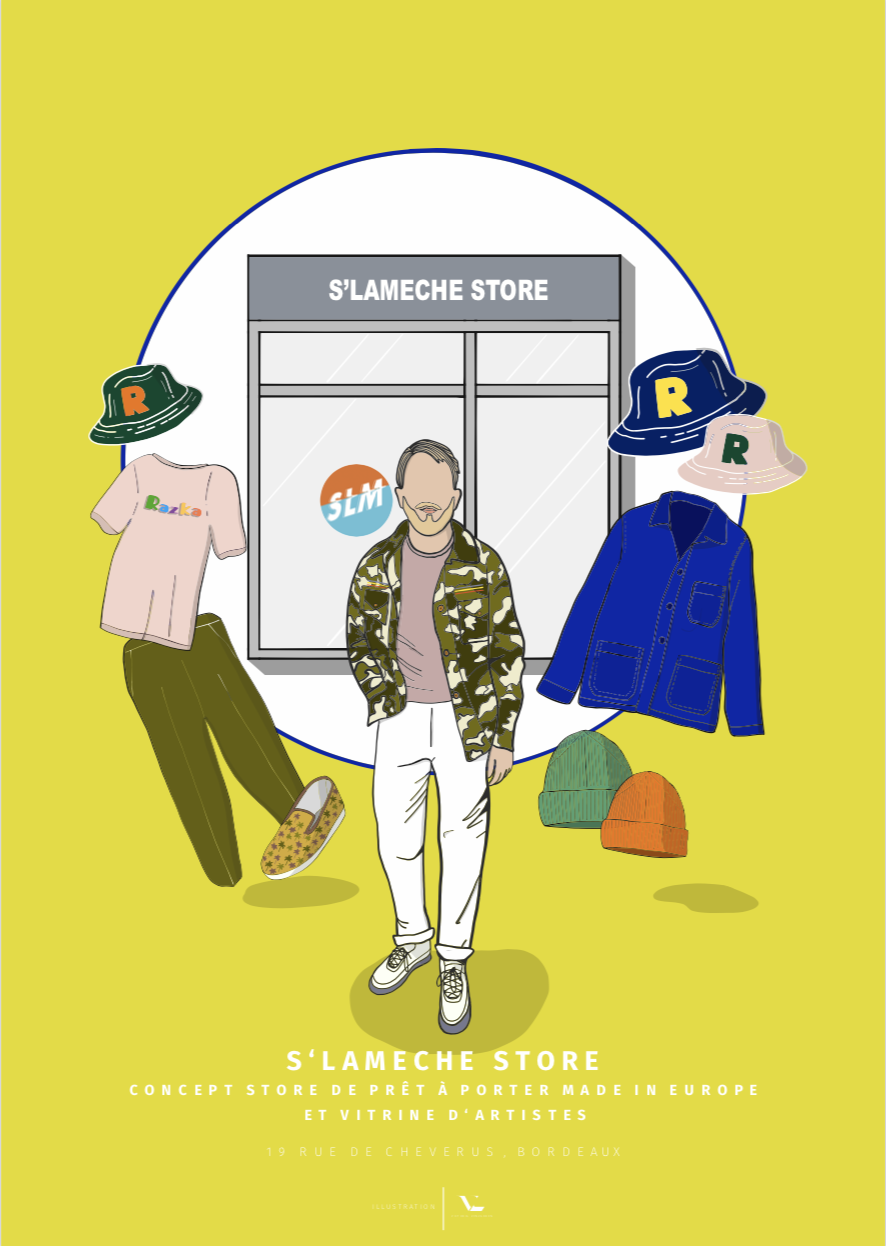 S'LAMECHE STORE
R
R
R
Razka
SLM
S‘LAMECHE STORE
CONCEPT STORE DE PRÊT À PORTER MADE IN EUROPE
ET VITRINE D‘ARTISTES
19 RUE DE CHEVERUS, BORDEAUX
ILLUSTRATION